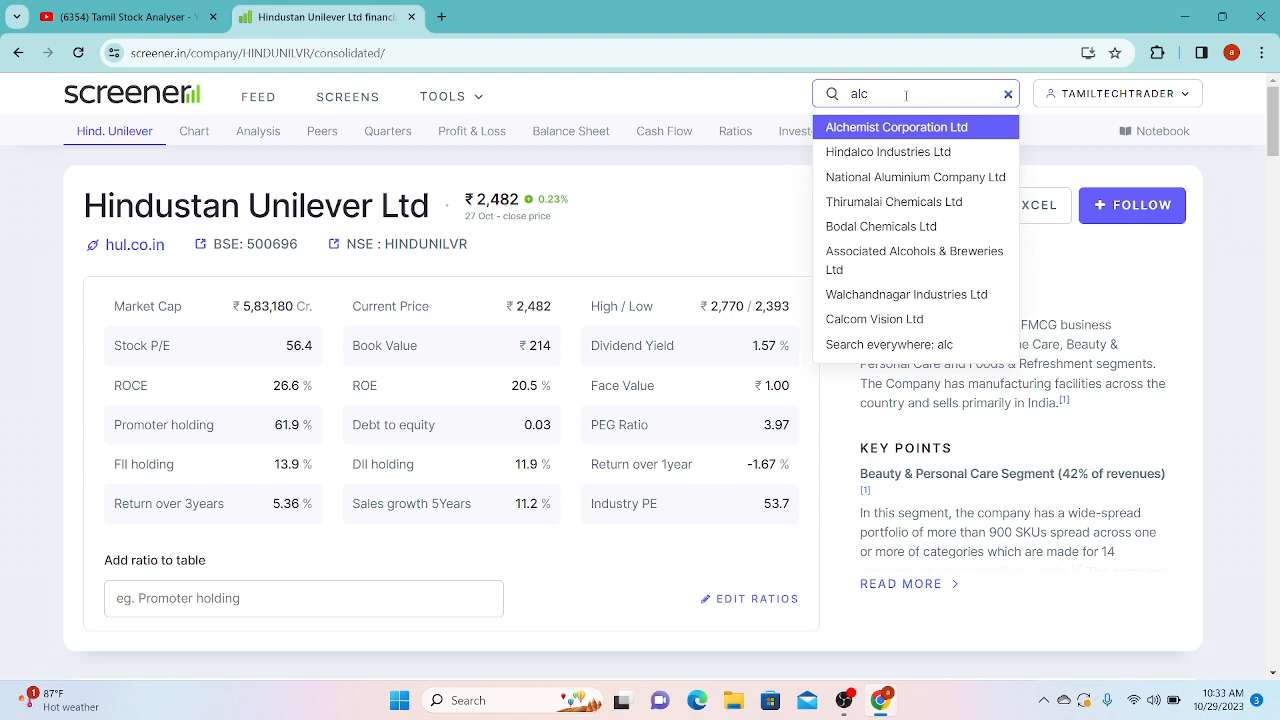 (6354) Tamil Stock Analyser - Y
Hindustan Unilever Ltd financi
screener.in/company/HINDUNILVR/consolidated/
a
screener
FEED
SCREENS
TOOLS
alc
TAMILTECHTRADER
Hind. Unilever
Chart
Analysis
Peers
Quarters
Profit & Loss
Balance Sheet
Cash Flow
Ratios
Invest
Notebook
Alchemist Corporation Ltd
Hindalco Industries Ltd
National Aluminium Company Ltd
Thirumalai Chemicals Ltd
Bodal Chemicals Ltd
Associated Alcohols & Breweries
Ltd
Walchandnagar Industries Ltd
Calcom Vision Ltd
Search everywhere: alc
Hindustan Unilever Ltd
₹ 2,482 0.23%
27 Oct - close price
XCEL
+ FOLLOW
hul.co.in
BSE: 500696
NSE : HINDUNILVR
Market Cap ₹ 5,83,180 Cr.
Current Price ₹ 2,482
High / Low ₹ 2,770 / 2,393
Stock P/E 56.4
Book Value ₹ 214
Dividend Yield 1.57 %
ROCE 26.6 %
ROE 20.5 %
Face Value ₹ 1.00
Promoter holding 61.9 %
Debt to equity 0.03
PEG Ratio 3.97
FII holding 13.9 %
DII holding 11.9 %
Return over 1year -1.67 %
Return over 3years 5.36 %
Sales growth 5Years 11.2 %
Industry PE 53.7
Add ratio to table
eg. Promoter holding
EDIT RATIOS
FMCG business
e Care, Beauty &
Personal Care and Foods & Refreshment segments.
The Company has manufacturing facilities across the
country and sells primarily in India.[1]
KEY POINTS
Beauty & Personal Care Segment (42% of revenues)
[1]
In this segment, the company has a wide-spread
portfolio of more than 900 SKUs spread across one
or more of categories which are made for 14
READ MORE
1
87°F
Hot weather
Search
10:33 AM
10/29/2023
3